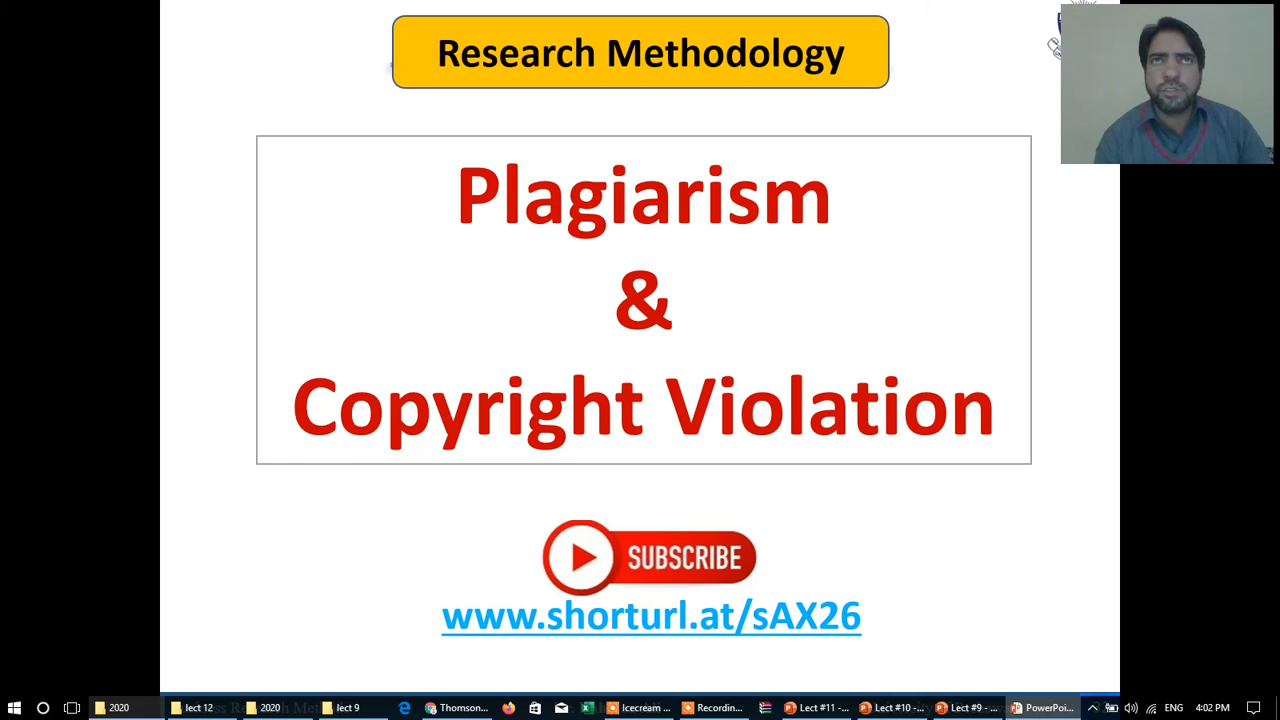 Research Methodology
Plagiarism
&
Copyright Violation
SUBSCRIBE
www.shorturl.at/sAX26
2020
lect 12
2020
lect 9
Thomson...
Icecream ...
Recordin...
Lect #11 -...
Lect #10 -...
Lect #9 - ...
PowerPoi...
ENG
4:02 PM